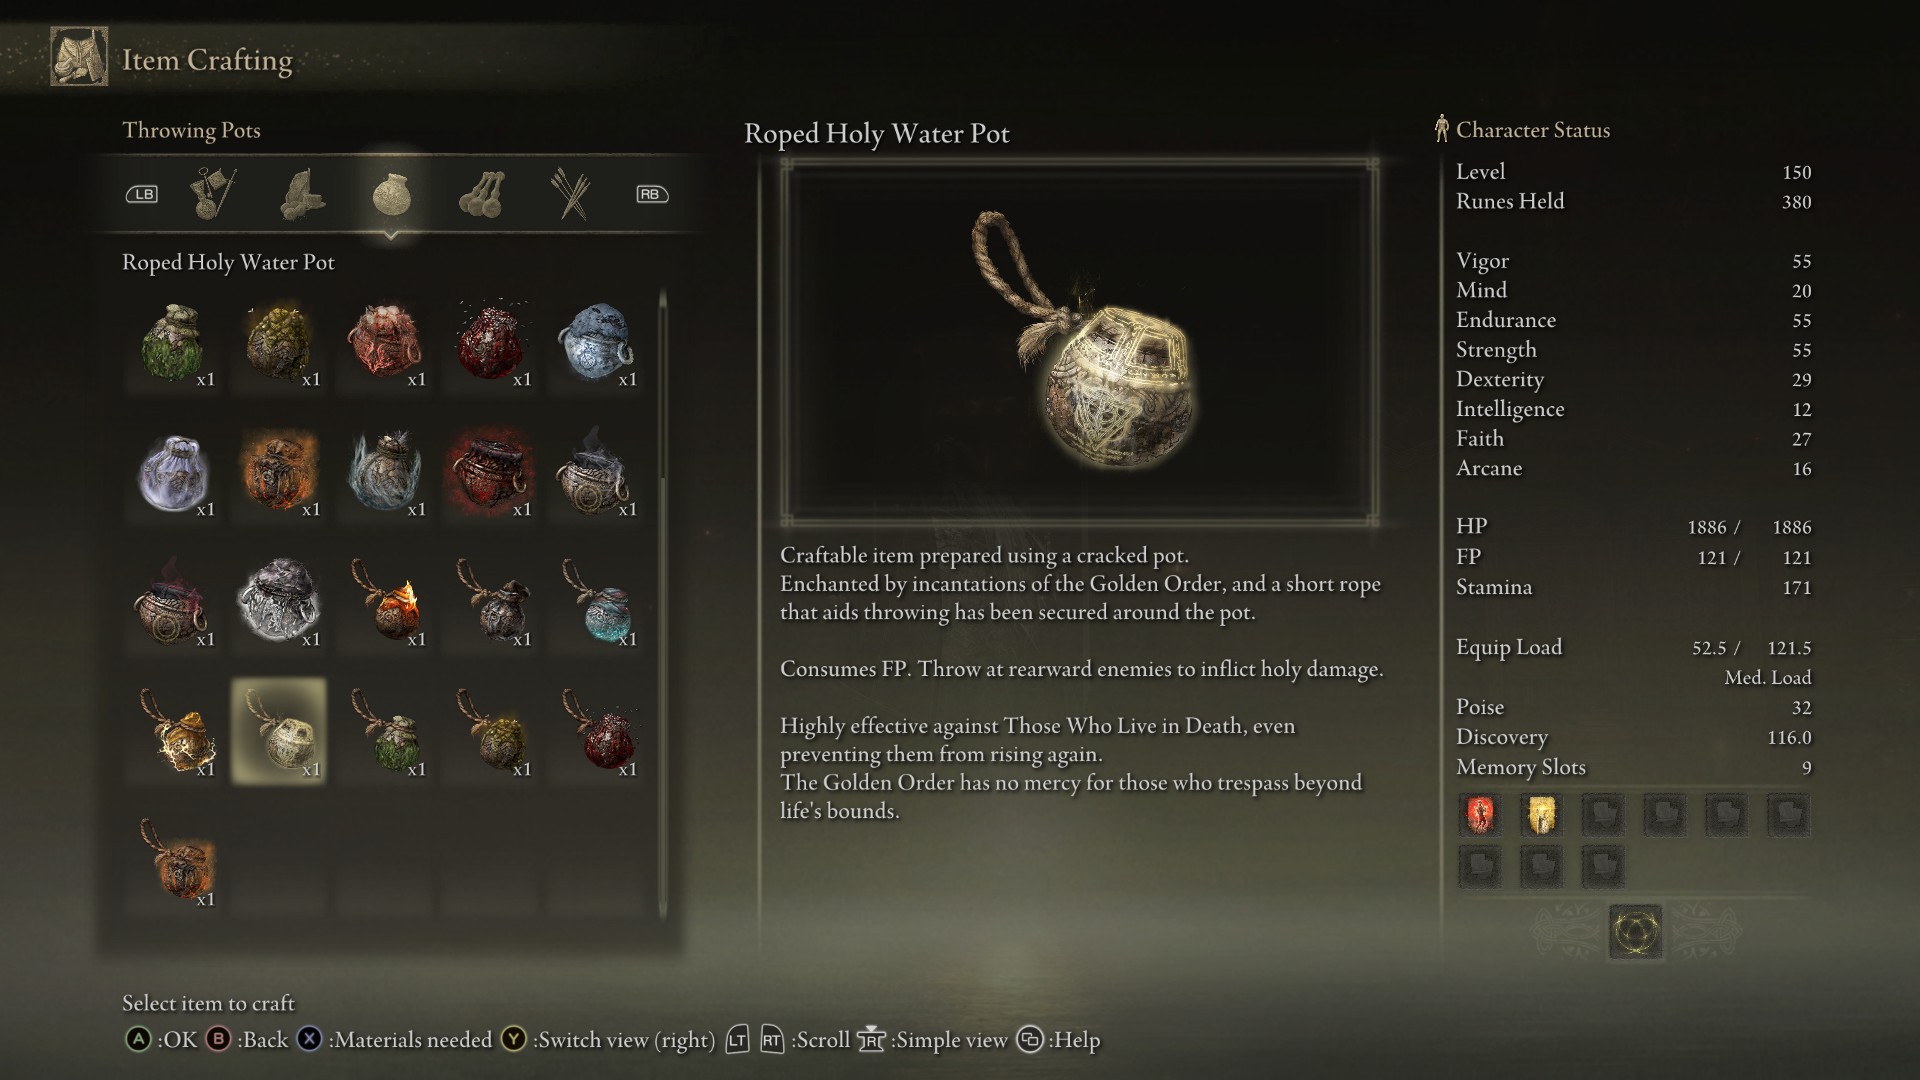 Item Crafting
Throwing Pots
LB
RB
Roped Holy Water Pot
x1 x1 x1 x1 x1
x1 x1 x1 x1 x1
x1 x1 x1 x1 x1
x1 x1 x1 x1 x1
x1
Roped Holy Water Pot
Craftable item prepared using a cracked pot.
Enchanted by incantations of the Golden Order, and a short rope
that aids throwing has been secured around the pot.
Consumes FP. Throw at rearward enemies to inflict holy damage.
Highly effective against Those Who Live in Death, even
preventing them from rising again.
The Golden Order has no mercy for those who trespass beyond
life's bounds.
Character Status
Level 150
Runes Held 380
Vigor 55
Mind 20
Endurance 55
Strength 55
Dexterity 29
Intelligence 12
Faith 27
Arcane 16
HP 1886 / 1886
FP 121 / 121
Stamina 171
Equip Load 52.5 / 121.5
Med. Load
Poise 32
Discovery 116.0
Memory Slots 9
Select item to craft
A :OK B :Back X :Materials needed Y :Switch view (right) LT RT :Scroll R :Simple view :Help